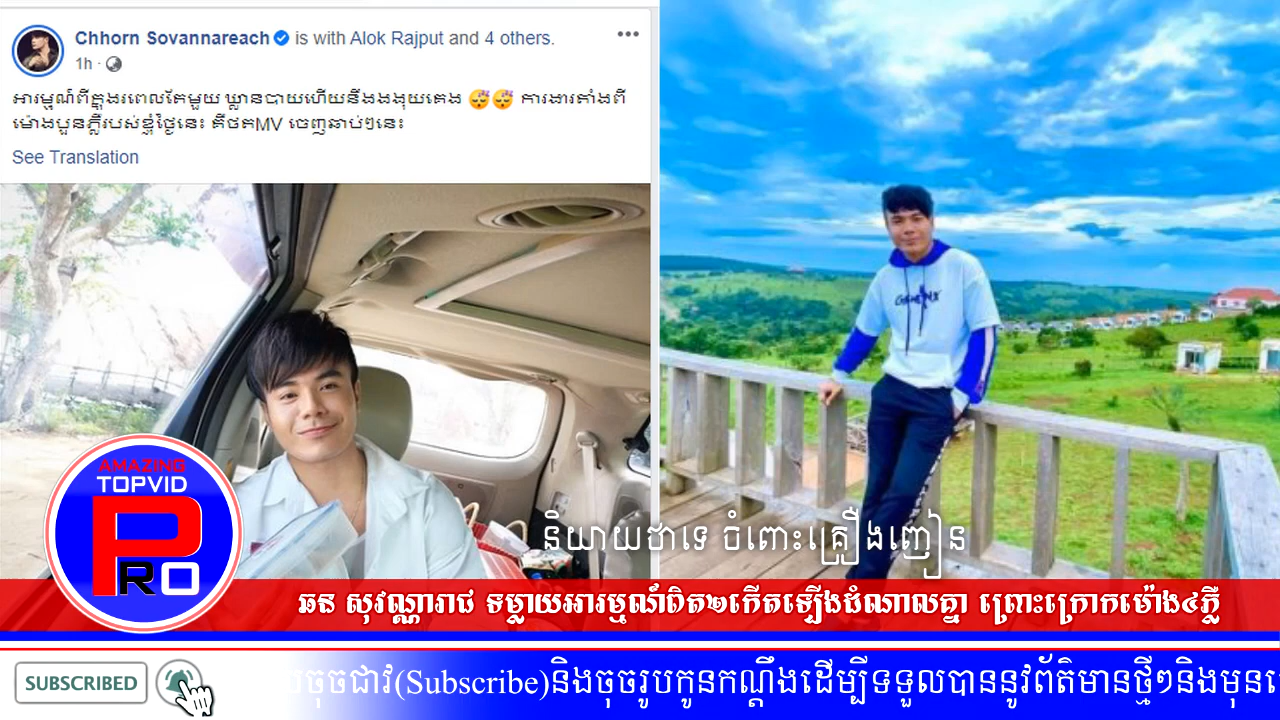 Chhorn Sovannareach is with Alok Rajput and 4 others.
1h
អារម្មណ៍ពីក្នុងរពេលតែមួយ ឃ្លានបាយហើយនឹងងងុយគេង 😴😴 ការងារតាំងពី
ម៉ោងបួនភ្លឺរបស់ខ្ញុំថ្ងៃនេះ គឺថតMV ចេញឆាប់ៗនេះ
See Translation
GEMINX
AMAZING
TOPVID
PRO
និយាយថាទេ ចំពោះគ្រឿងញៀន
ឆន សុវណ្ណារាជ ទម្លាយអារម្មណ៍ពិត២កើតឡើងដំណាលគ្នា ព្រោះក្រោកម៉ោង៤ភ្លឺ
SUBSCRIBED
ចុចជាវ(Subscribe)និងចុចរូបកូនកណ្ដឹងដើម្បីទទួលបាននូវព័ត៌មានថ្មីៗនិងមុនគេ